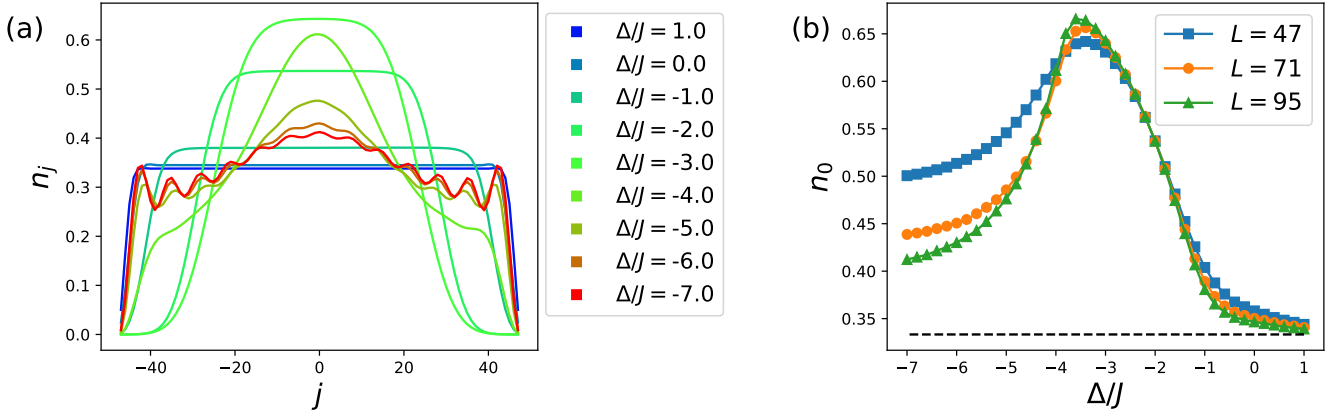 (a)
0.6
0.5
0.4
0.3
0.2
0.1
0.0
n_j
−40
−20
0
20
40
j
Δ/J = 1.0
Δ/J = 0.0
Δ/J = -1.0
Δ/J = -2.0
Δ/J = -3.0
Δ/J = -4.0
Δ/J = -5.0
Δ/J = -6.0
Δ/J = -7.0
(b)
0.65
0.60
0.55
0.50
0.45
0.40
0.35
n_0
−7
−6
−5
−4
−3
−2
−1
0
1
Δ/J
L = 47
L = 71
L = 95